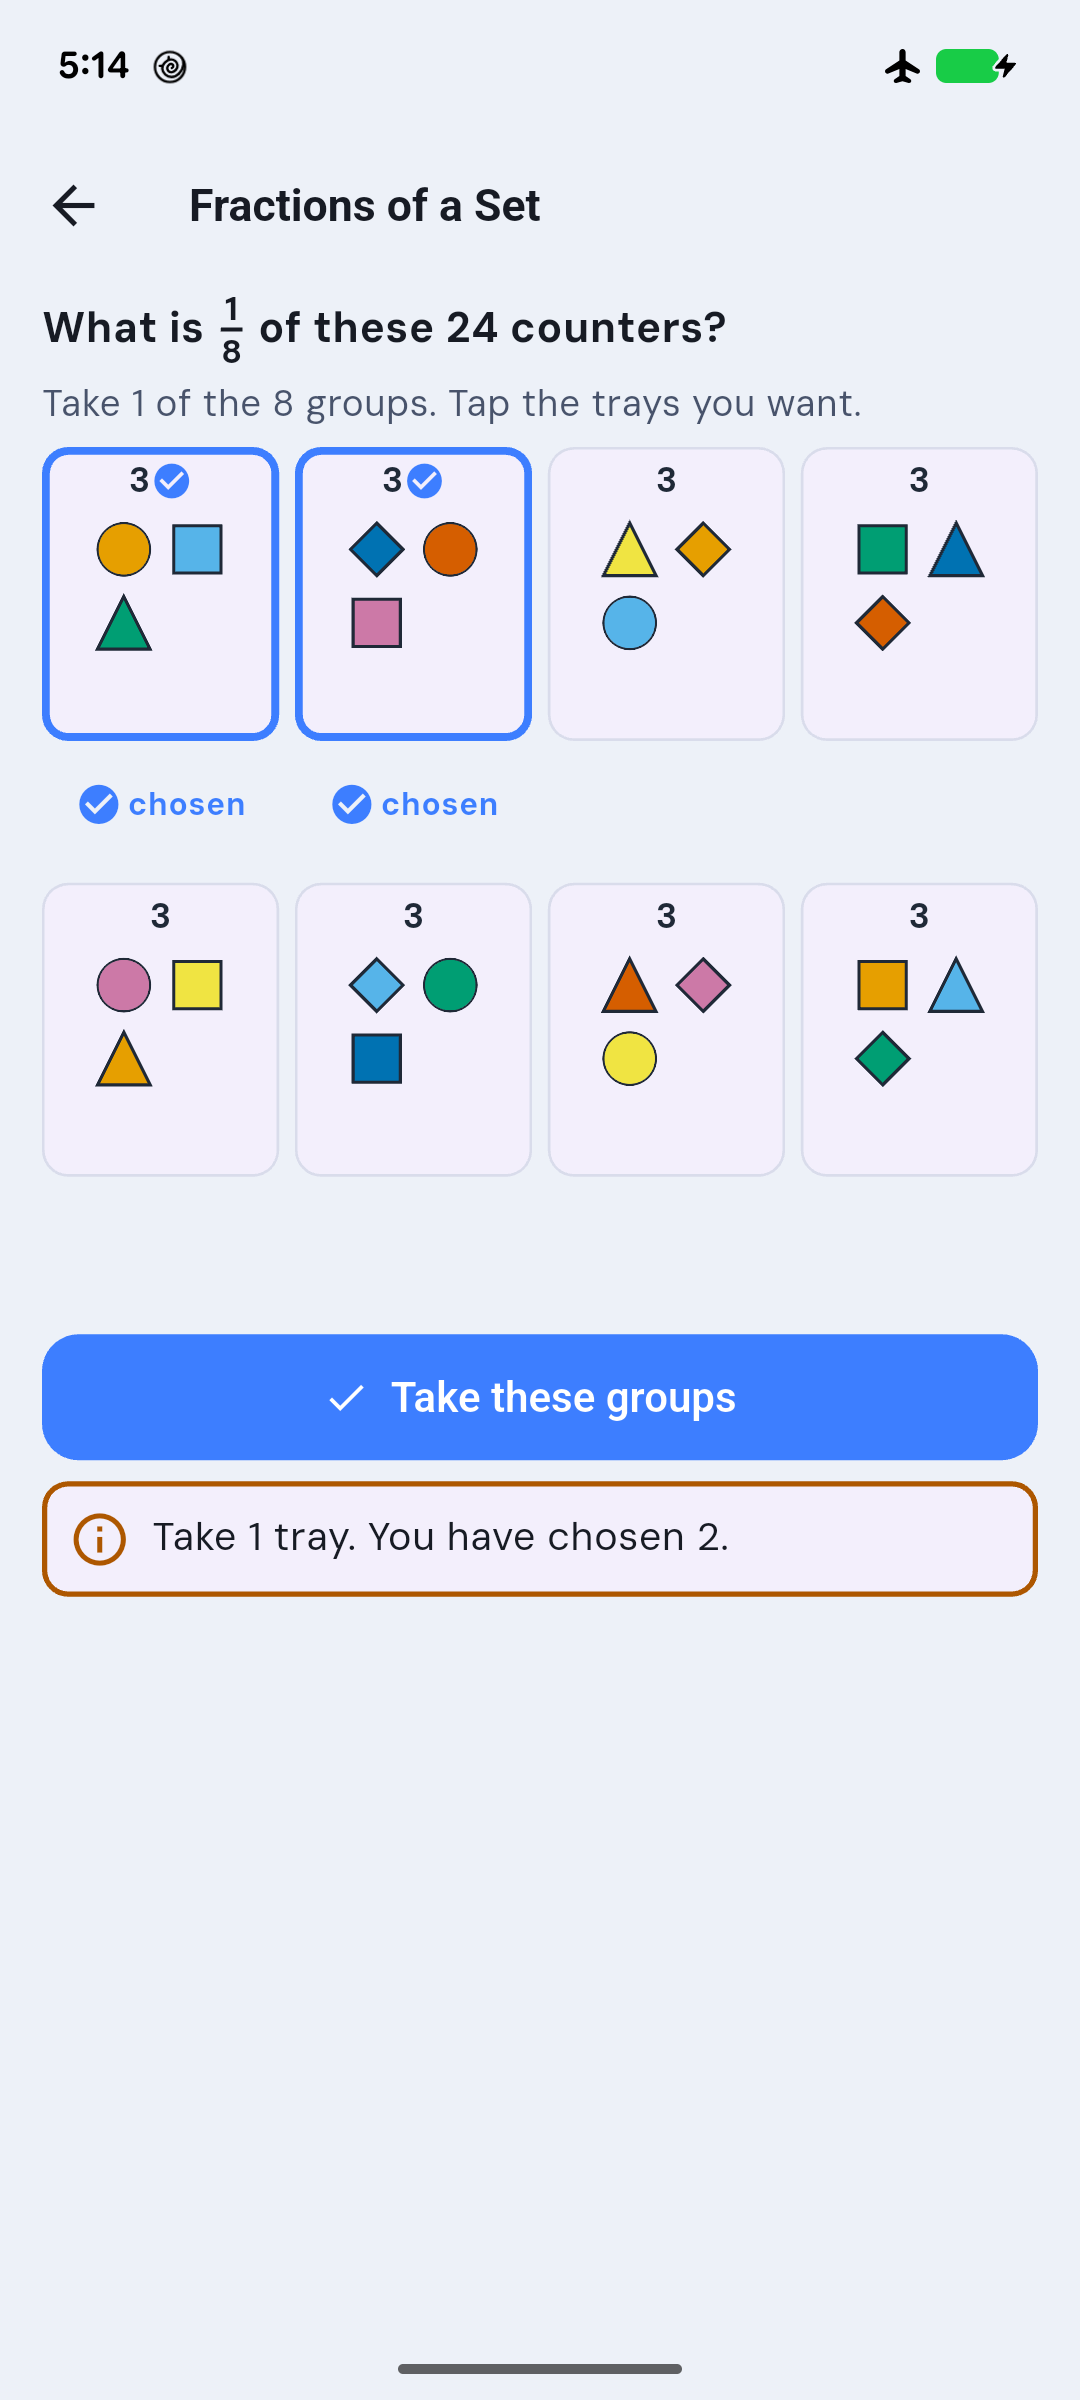 5:14
Fractions of a Set
What is 1/8 of these 24 counters?
Take 1 of the 8 groups. Tap the trays you want.
3 3 3 3
chosen chosen
3 3 3 3
Take these groups
Take 1 tray. You have chosen 2.